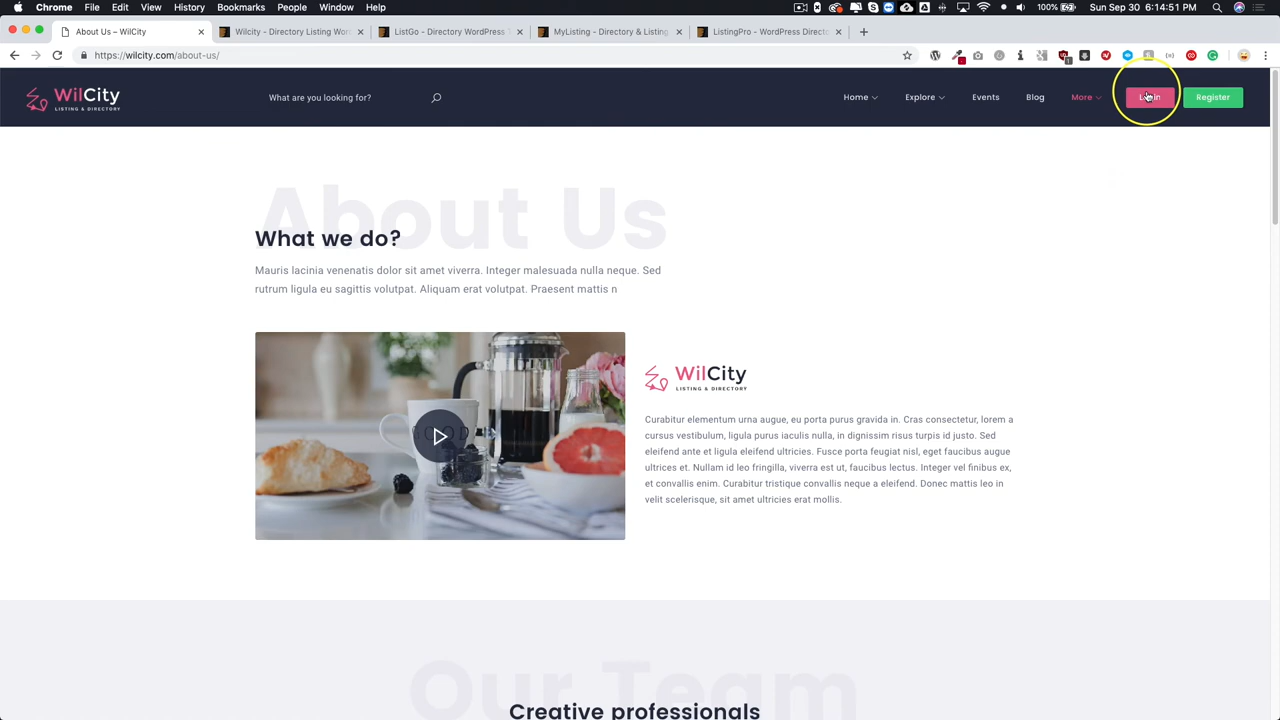 Chrome File Edit View History Bookmarks People Window Help
100% Sun Sep 30 6:14:51 PM
About Us – WilCity
Wilcity - Directory Listing Wor
ListGo - Directory WordPress T
MyListing - Directory & Listing
ListingPro - WordPress Directo
https://wilcity.com/about-us/
WilCity
LISTING & DIRECTORY
What are you looking for?
Home
Explore
Events
Blog
More
Register
About Us
What we do?
Mauris lacinia venenatis dolor sit amet viverra. Integer malesuada nulla neque. Sed
rutrum ligula eu sagittis volutpat. Aliquam erat volutpat. Praesent mattis n
WilCity
LISTING & DIRECTORY
Curabitur elementum urna augue, eu porta purus gravida in. Cras consectetur, lorem a
cursus vestibulum, ligula purus iaculis nulla, in dignissim risus turpis id justo. Sed
eleifend ante et ligula eleifend ultricies. Fusce porta feugiat nisl, eget faucibus augue
ultrices et. Nullam id leo fringilla, viverra est ut, faucibus lectus. Integer vel finibus ex,
et convallis enim. Curabitur tristique convallis neque a eleifend. Donec mattis leo in
velit scelerisque, sit amet ultricies erat mollis.
Our Team
Creative professionals